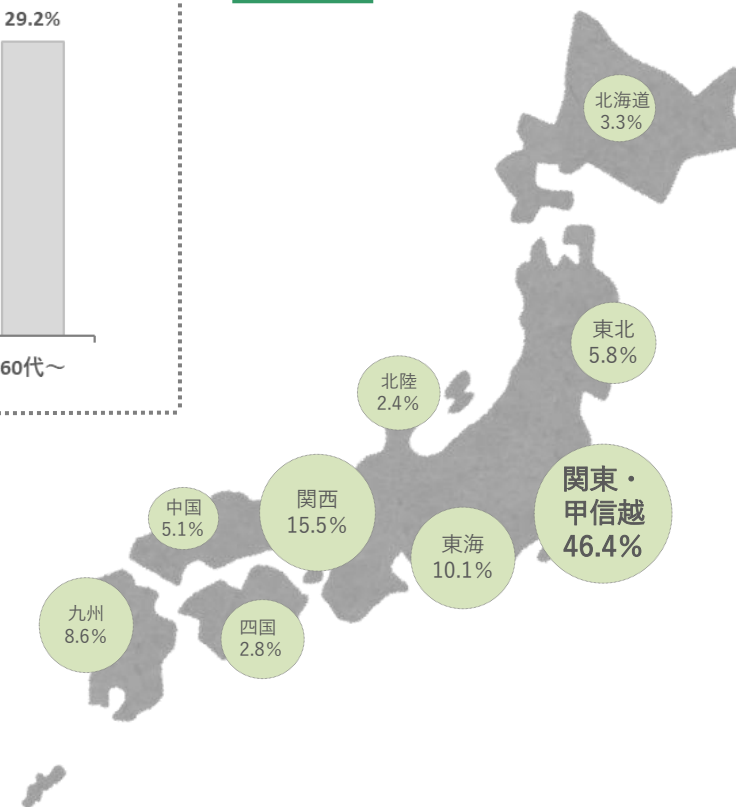 29.2%
60代～
北海道
3.3%
東北
5.8%
北陸
2.4%
関東・
甲信越
46.4%
関西
15.5%
中国
5.1%
東海
10.1%
九州
8.6%
四国
2.8%